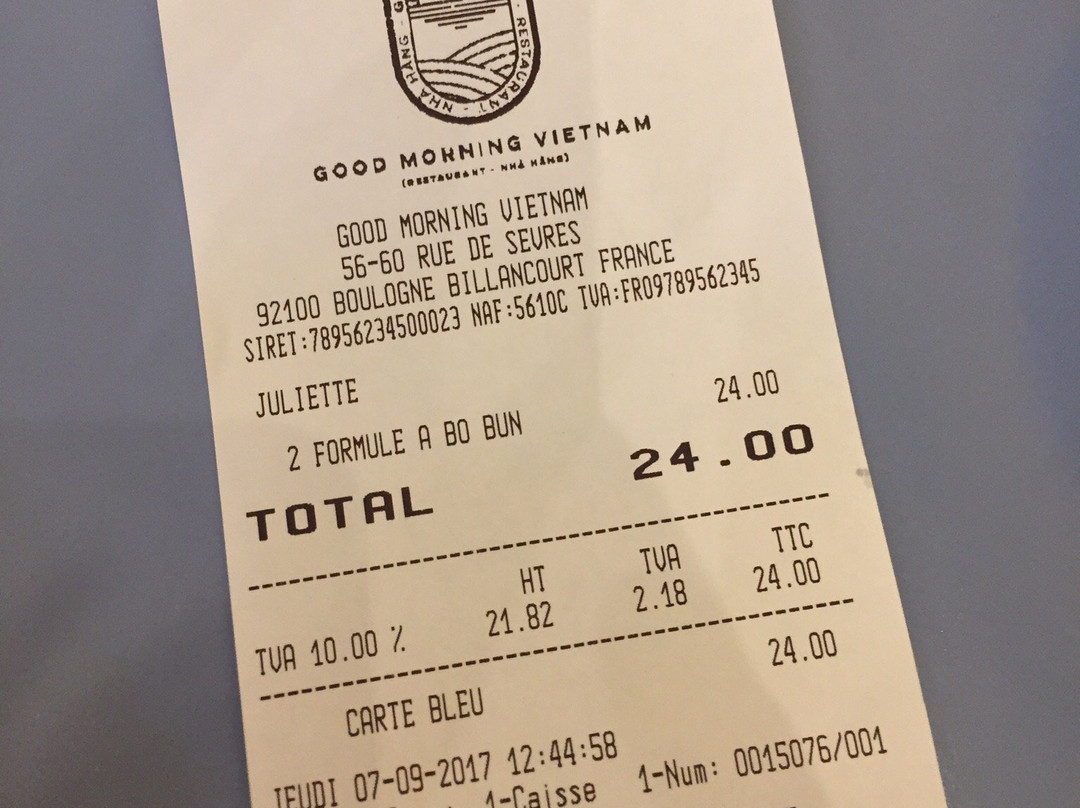 NHÀ HÀNG · RESTAURANT
GOOD MORNING VIETNAM
(RESTAURANT - NHÀ HÀNG)
GOOD MORNING VIETNAM
56-60 RUE DE SEVRES
92100 BOULOGNE BILLANCOURT FRANCE
SIRET:78956234500023 NAF:5610C TVA:FR09789562345
JULIETTE
2 FORMULE A BO BUN 24.00
TOTAL 24.00
HT TVA TTC
TVA 10.00 % 21.82 2.18 24.00
CARTE BLEU 24.00
JEUDI 07-09-2017 12:44:58
1-Caisse 1-Num: 0015076/001